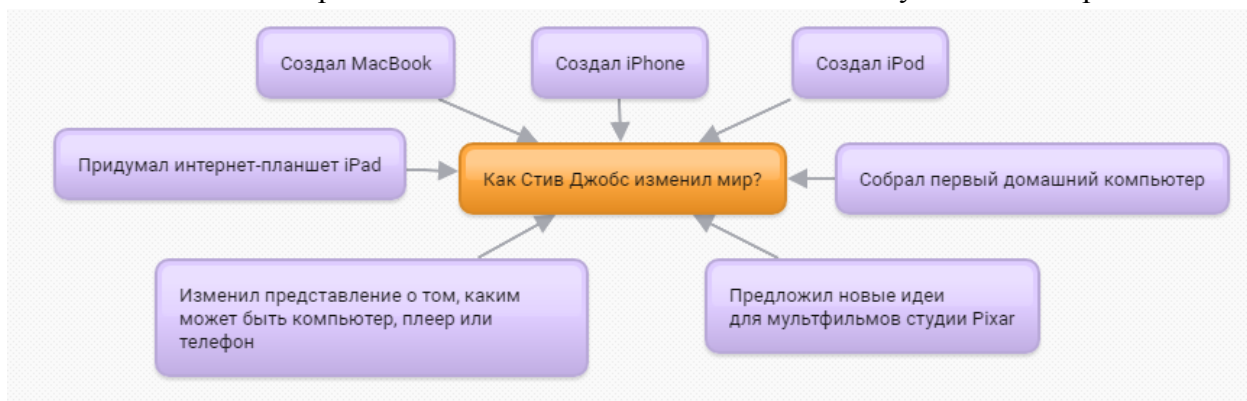 Создал MacBook
Создал iPhone
Создал iPod
Придумал интернет-планшет iPad
Как Стив Джобс изменил мир?
Собрал первый домашний компьютер
Изменил представление о том, каким
может быть компьютер, плеер или
телефон
Предложил новые идеи
для мультфильмов студии Pixar